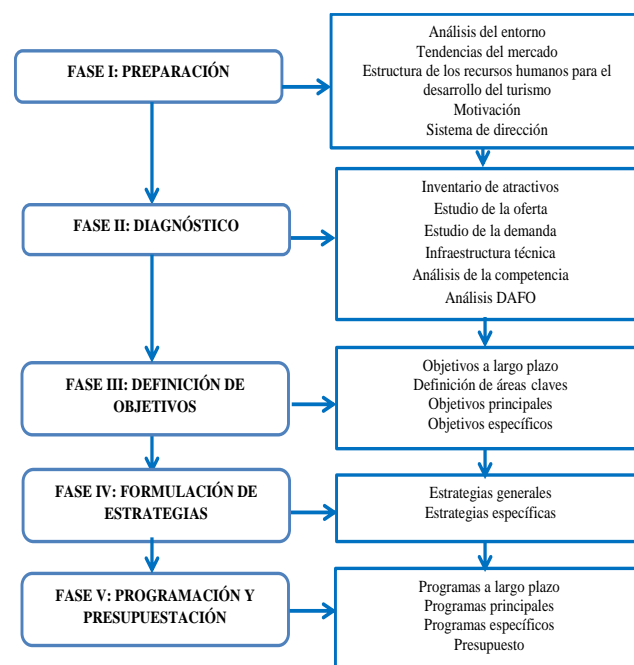 FASE I: PREPARACIÓN
Análisis del entorno
Tendencias del mercado
Estructura de los recursos humanos para el
desarrollo del turismo
Motivación
Sistema de dirección
FASE II: DIAGNÓSTICO
Inventario de atractivos
Estudio de la oferta
Estudio de la demanda
Infraestructura técnica
Análisis de la competencia
Análisis DAFO
FASE III: DEFINICIÓN DE
OBJETIVOS
Objetivos a largo plazo
Definición de áreas claves
Objetivos principales
Objetivos específicos
FASE IV: FORMULACIÓN DE
ESTRATEGIAS
Estrategias generales
Estrategias específicas
FASE V: PROGRAMACIÓN Y
PRESUPUESTACIÓN
Programas a largo plazo
Programas principales
Programas específicos
Presupuesto